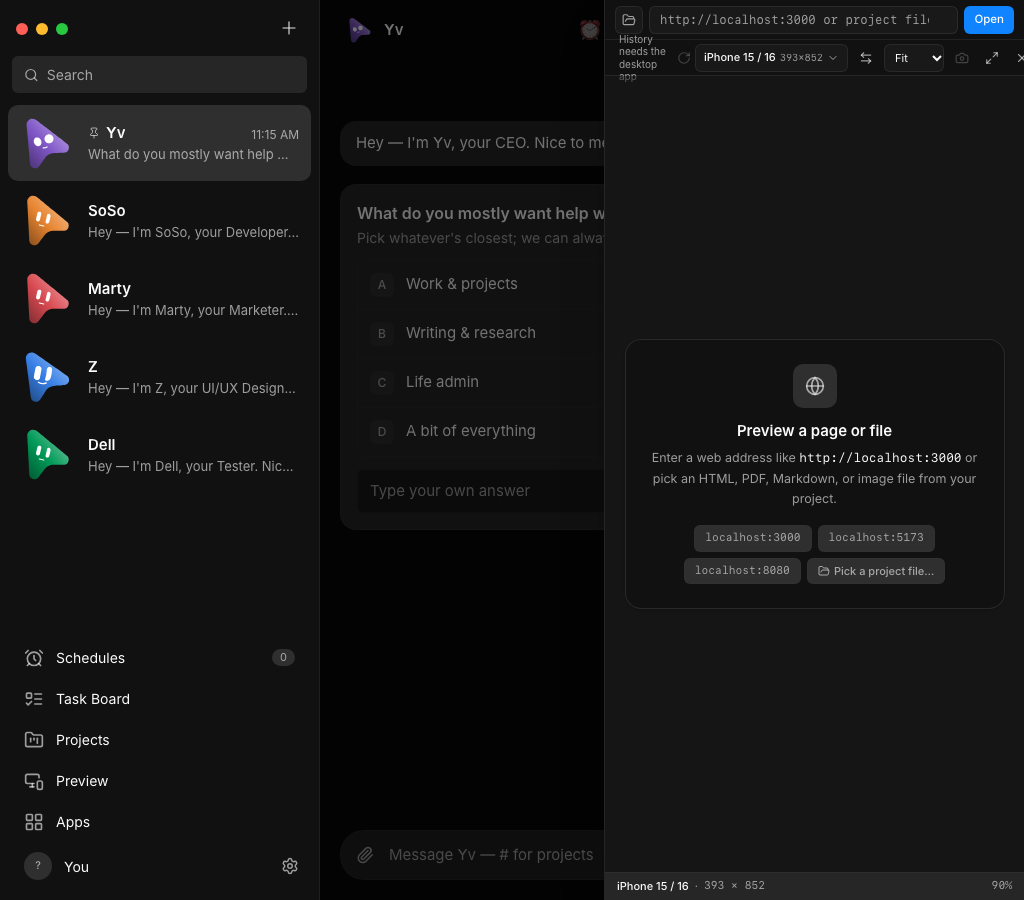 Search
Yv
11:15 AM
What do you mostly want help ...
SoSo
Hey — I'm SoSo, your Developer...
Marty
Hey — I'm Marty, your Marketer....
Z
Hey — I'm Z, your UI/UX Design...
Dell
Hey — I'm Dell, your Tester. Nic...
Schedules
0
Task Board
Projects
Preview
Apps
?
You
Yv
Hey — I'm Yv, your CEO. Nice to me
What do you mostly want help w
Pick whatever's closest; we can alwa
A
Work & projects
B
Writing & research
C
Life admin
D
A bit of everything
Type your own answer
Message Yv — # for projects
http://localhost:3000 or project fil
Open
History
needs the
desktop
app
iPhone 15 / 16 393×852
Fit
Preview a page or file
Enter a web address like http://localhost:3000 or
pick an HTML, PDF, Markdown, or image file from your
project.
localhost:3000
localhost:5173
localhost:8080
Pick a project file...
iPhone 15 / 16 · 393 × 852
90%